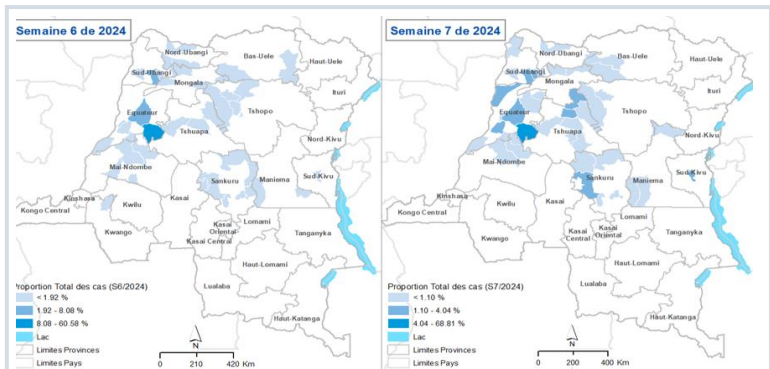 Semaine 6 de 2024
Nord-Ubangi
Bas-Uele
Haut-Uele
Sud-Ubangi
Mongala
Ituri
Equateur
Tshopo
Tshuapa
Nord-Kivu
Mai-Ndombe
Sankuru
Maniema
Sud-Kivu
Kinshasa
Kasai
Kwilu
Kongo Central
Lomami
Kasai Oriental
Kwango
Kasai Central
Tanganyka
Haut-Lomami
Lualaba
Haut-Katanga
Proportion Total des cas (S6/2024)
< 1.92 %
1.92 - 8.08 %
8.08 - 60.58 %
Lac
Limites Provinces
Limites Pays
N
0 210 420 Km
Semaine 7 de 2024
Nord-Ubangi
Bas-Uele
Haut-Uele
Sud-Ubangi
Mongala
Ituri
Equateur
Tshopo
Tshuapa
Nord-Kivu
Mai-Ndombe
Sankuru
Maniema
Sud-Kivu
Kinshasa
Kasai
Kwilu
Kongo Central
Lomami
Kasai Oriental
Kwango
Kasai Central
Tanganyka
Haut-Lomami
Lualaba
Haut-Katanga
Proportion Total des cas (S7/2024)
< 1.10 %
1.10 - 4.04 %
4.04 - 68.81 %
Lac
Limites Provinces
Limites Pays
N
0 200 400 Km